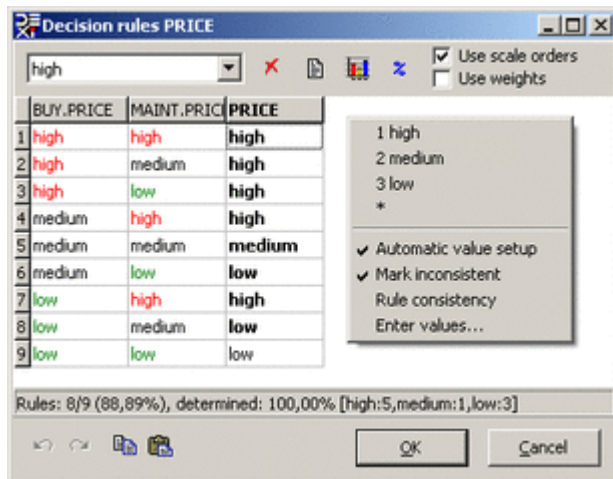 Decision rules PRICE
high
Use scale orders
Use weights
BUY.PRICE MAINT.PRICE PRICE
1 high high high
2 high medium high
3 high low high
4 medium high high
5 medium medium medium
6 medium low low
7 low high high
8 low medium low
9 low low low
1 high
2 medium
3 low
*
Automatic value setup
Mark inconsistent
Rule consistency
Enter values...
Rules: 8/9 (88,89%), determined: 100,00% [high:5,medium:1,low:3]
OK Cancel